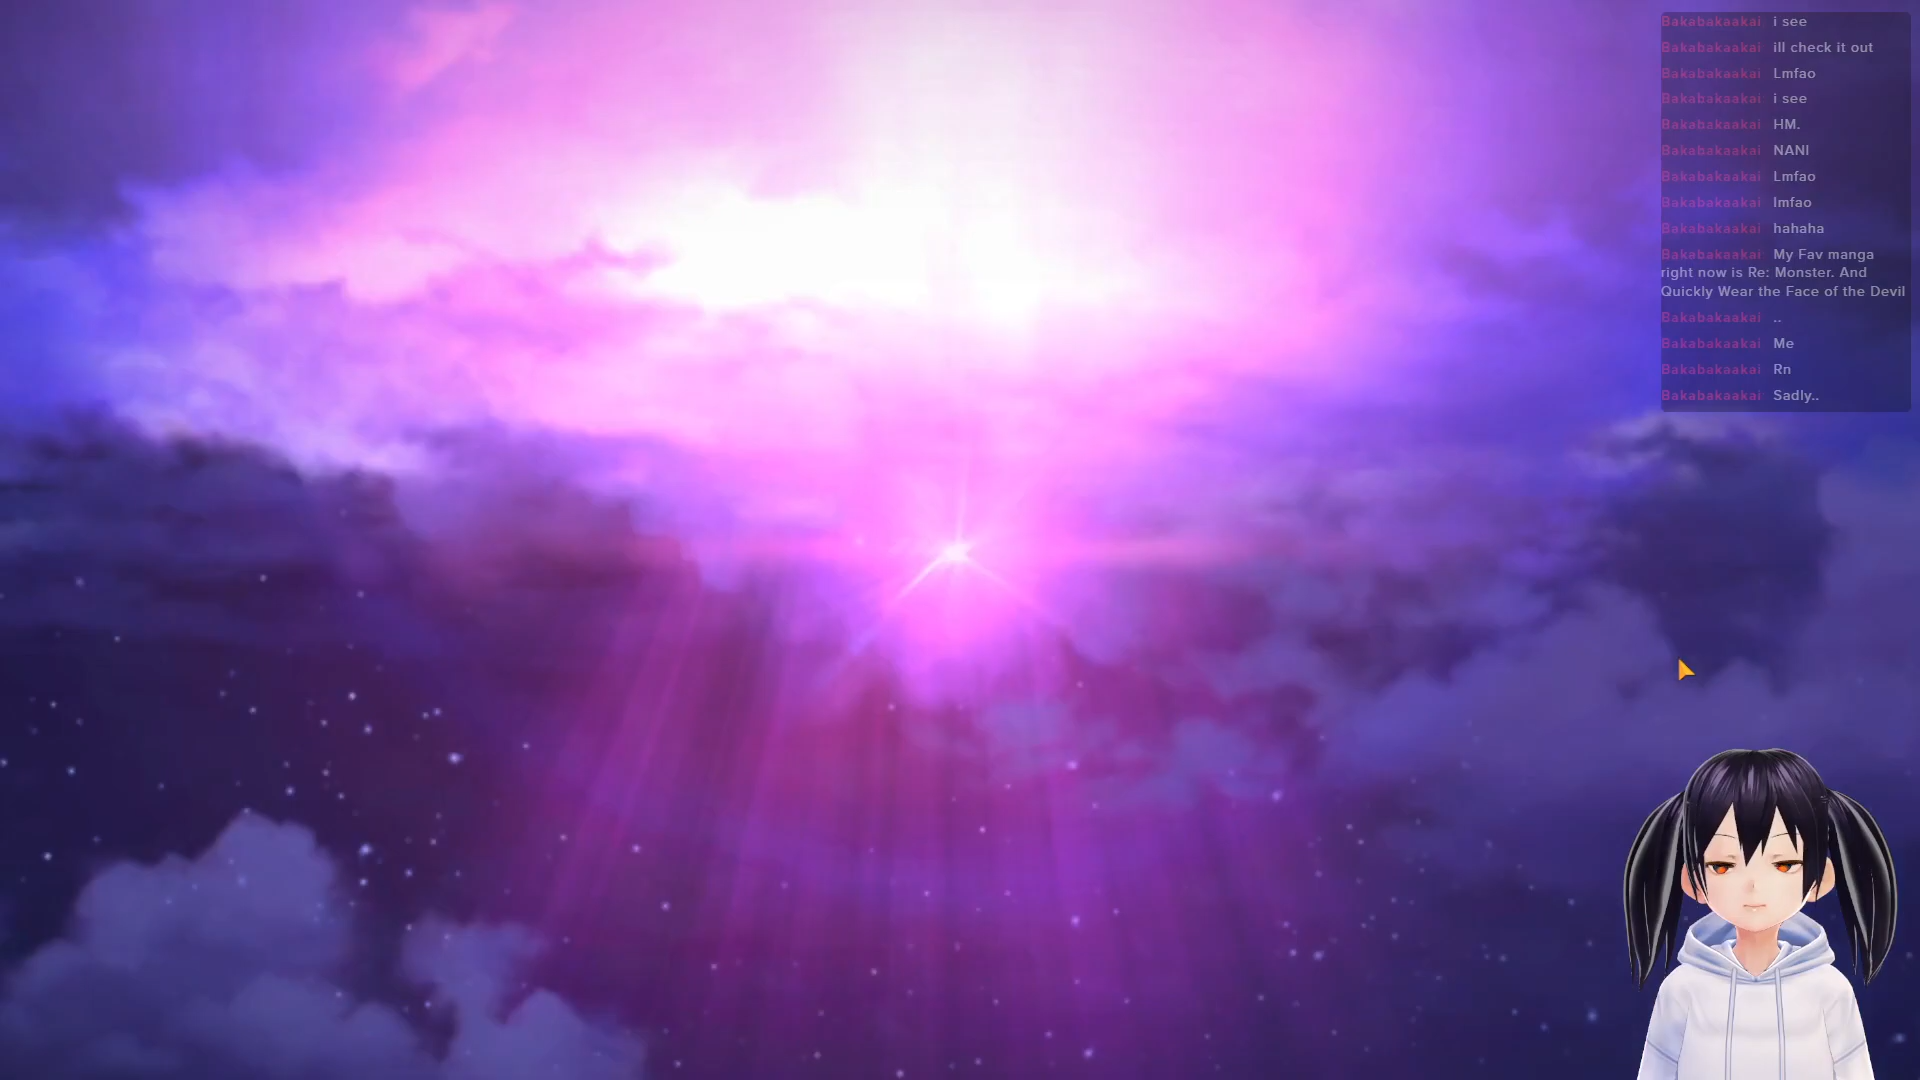 Bakabakaakai i see
Bakabakaakai ill check it out
Bakabakaakai Lmfao
Bakabakaakai i see
Bakabakaakai HM.
Bakabakaakai NANI
Bakabakaakai Lmfao
Bakabakaakai lmfao
Bakabakaakai hahaha
Bakabakaakai My Fav manga
right now is Re: Monster. And
Quickly Wear the Face of the Devil
Bakabakaakai ..
Bakabakaakai Me
Bakabakaakai Rn
Bakabakaakai Sadly..